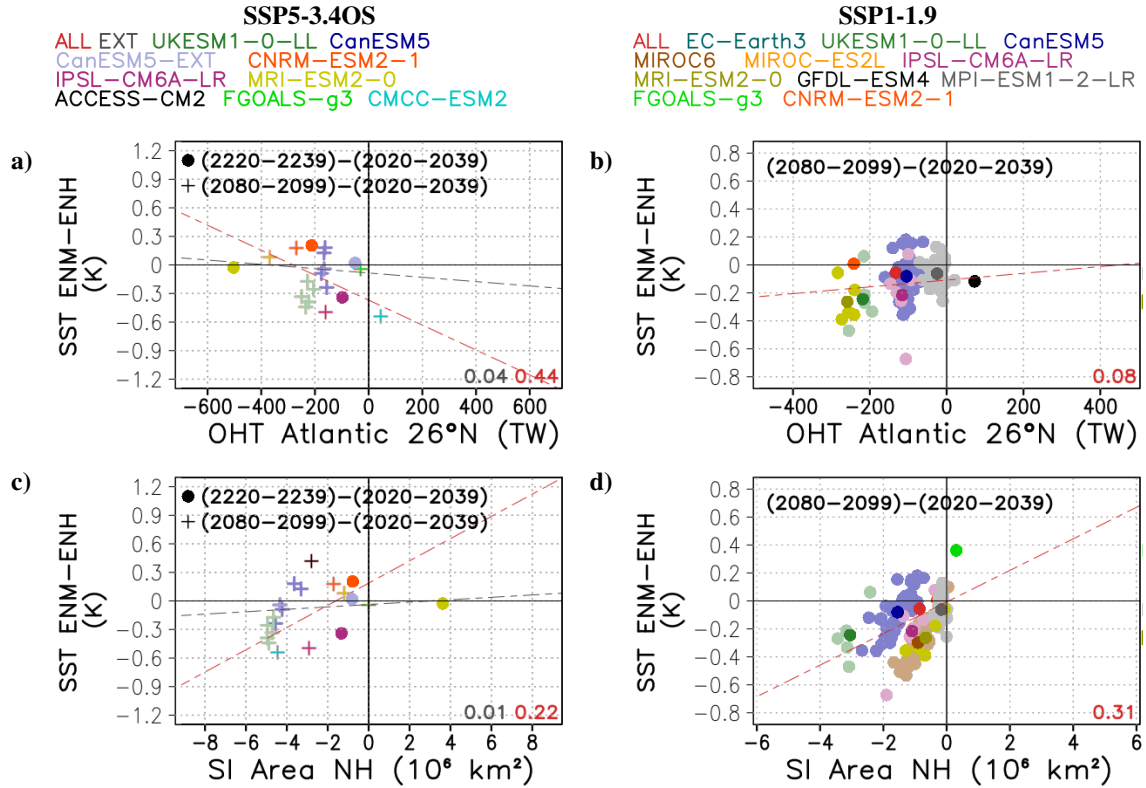 SSP5-3.4OS
ALL EXT UKESM1-0-LL CanESM5
CanESM5-EXT CNRM-ESM2-1
IPSL-CM6A-LR MRI-ESM2-0
ACCESS-CM2 FGOALS-g3 CMCC-ESM2
SSP1-1.9
ALL EC-Earth3 UKESM1-0-LL CanESM5
MIROC6 MIROC-ES2L IPSL-CM6A-LR
MRI-ESM2-0 GFDL-ESM4 MPI-ESM1-2-LR
FGOALS-g3 CNRM-ESM2-1
a)
SST ENM-ENH
(K)
1.2
0.9
0.6
0.3
0
-0.3
-0.6
-0.9
-1.2
(2220-2239)-(2020-2039)
(2080-2099)-(2020-2039)
0.04 0.44
-600 -400 -200 0 200 400 600
OHT Atlantic 26°N (TW)
b)
SST ENM-ENH
(K)
0.8
0.6
0.4
0.2
0
-0.2
-0.4
-0.6
-0.8
(2080-2099)-(2020-2039)
0.08
-400 -200 0 200 400
OHT Atlantic 26°N (TW)
c)
SST ENM-ENH
(K)
1.2
0.9
0.6
0.3
0
-0.3
-0.6
-0.9
-1.2
(2220-2239)-(2020-2039)
(2080-2099)-(2020-2039)
0.01 0.22
-8 -6 -4 -2 0 2 4 6 8
SI Area NH (10⁶ km²)
d)
SST ENM-ENH
(K)
0.8
0.6
0.4
0.2
0
-0.2
-0.4
-0.6
-0.8
(2080-2099)-(2020-2039)
0.31
-6 -4 -2 0 2 4 6
SI Area NH (10⁶ km²)